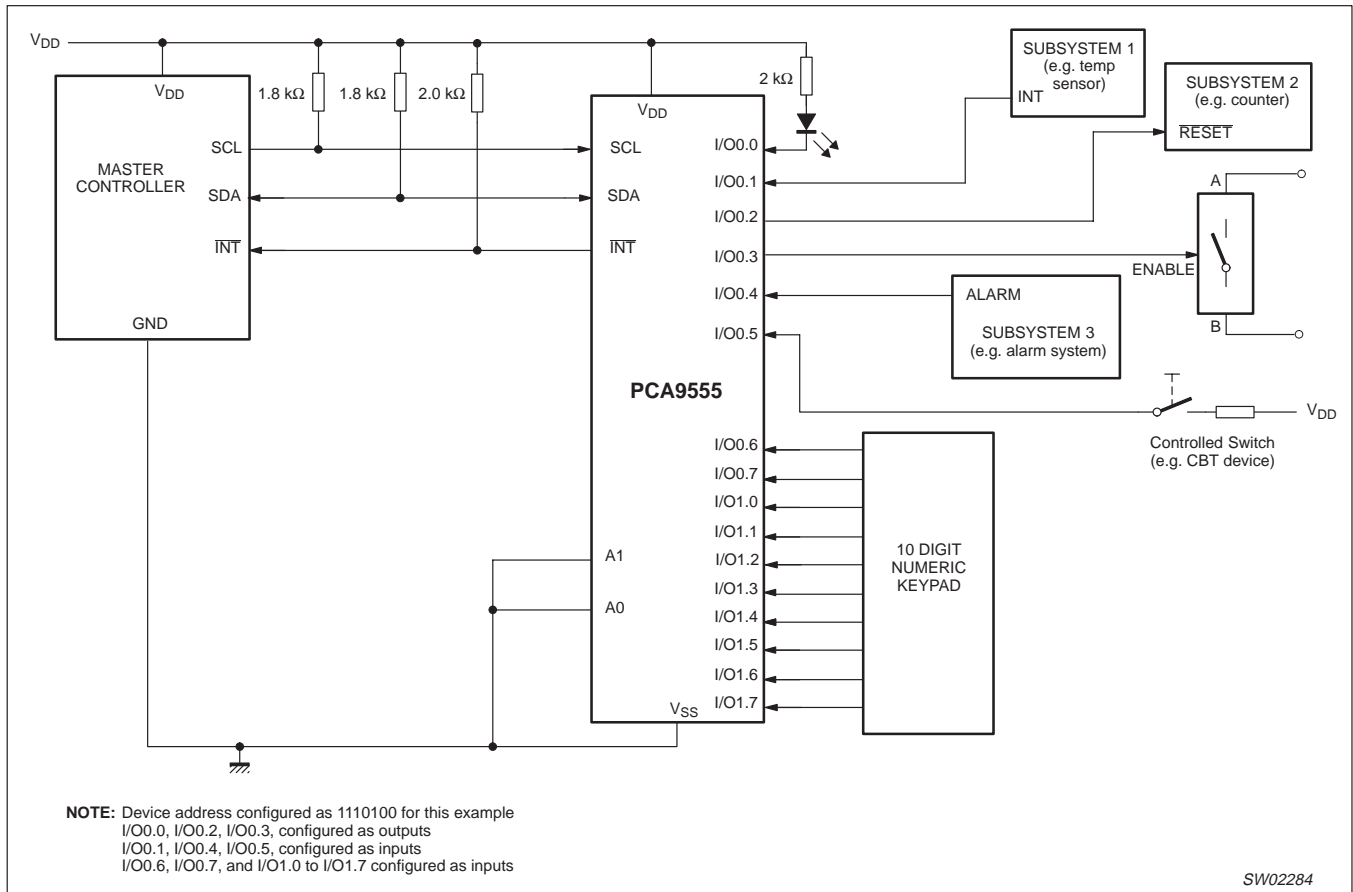 VDD
VDD
SCL
SDA
INT
MASTER
CONTROLLER
GND
1.8 kΩ
1.8 kΩ
2.0 kΩ
2 kΩ
VDD
SCL
SDA
INT
PCA9555
A1
A0
VSS
I/O0.0
I/O0.1
I/O0.2
I/O0.3
I/O0.4
I/O0.5
I/O0.6
I/O0.7
I/O1.0
I/O1.1
I/O1.2
I/O1.3
I/O1.4
I/O1.5
I/O1.6
I/O1.7
SUBSYSTEM 1
(e.g. temp
sensor)
INT
SUBSYSTEM 2
(e.g. counter)
RESET
A
ENABLE
B
ALARM
SUBSYSTEM 3
(e.g. alarm system)
VDD
Controlled Switch
(e.g. CBT device)
10 DIGIT
NUMERIC
KEYPAD
NOTE: Device address configured as 1110100 for this example
I/O0.0, I/O0.2, I/O0.3, configured as outputs
I/O0.1, I/O0.4, I/O0.5, configured as inputs
I/O0.6, I/O0.7, and I/O1.0 to I/O1.7 configured as inputs
SW02284